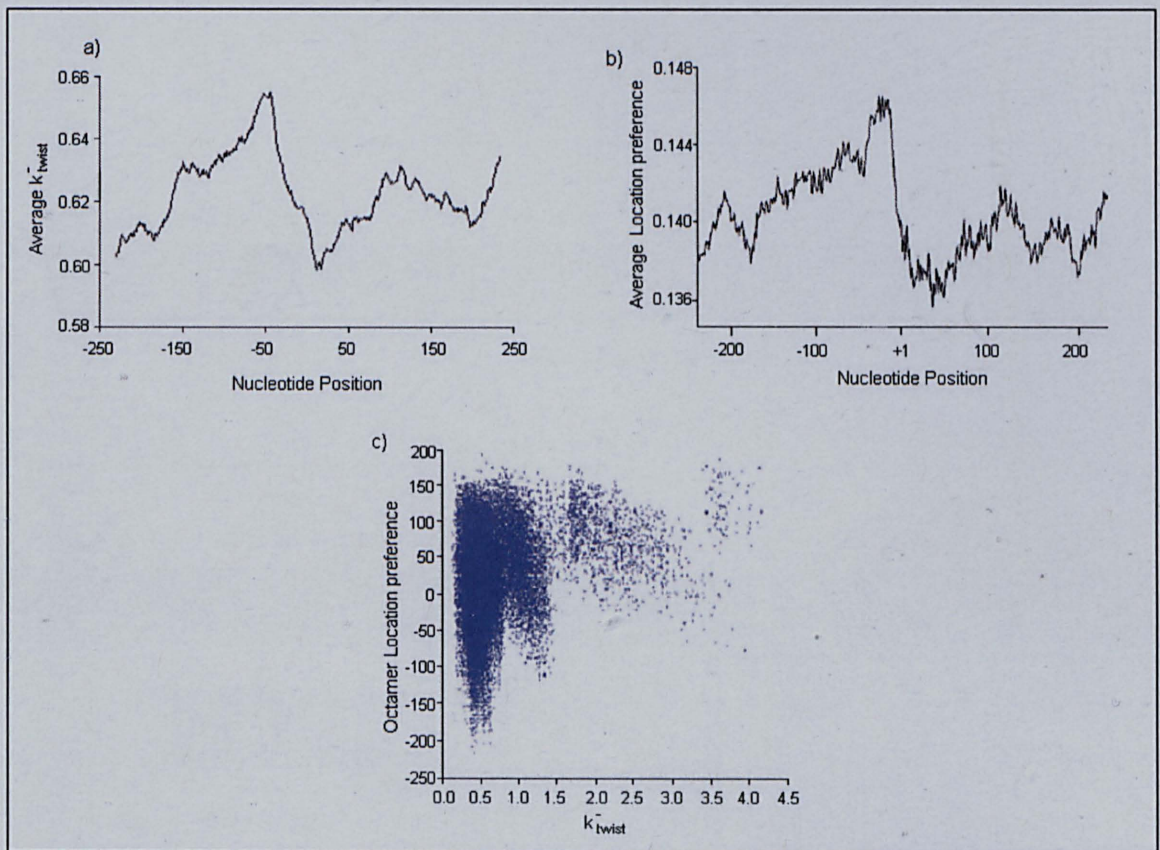 a)
0.66
0.64
0.62
0.60
0.58
Average k⁻twist
-250 -150 -50 50 150 250
Nucleotide Position
b)
0.148
0.144
0.140
0.136
Average Location preference
-200 -100 +1 100 200
Nucleotide Position
c)
200
150
100
50
0
-50
-100
-150
-200
-250
Octamer Location preference
0.0 0.5 1.0 1.5 2.0 2.5 3.0 3.5 4.0 4.5
k⁻twist